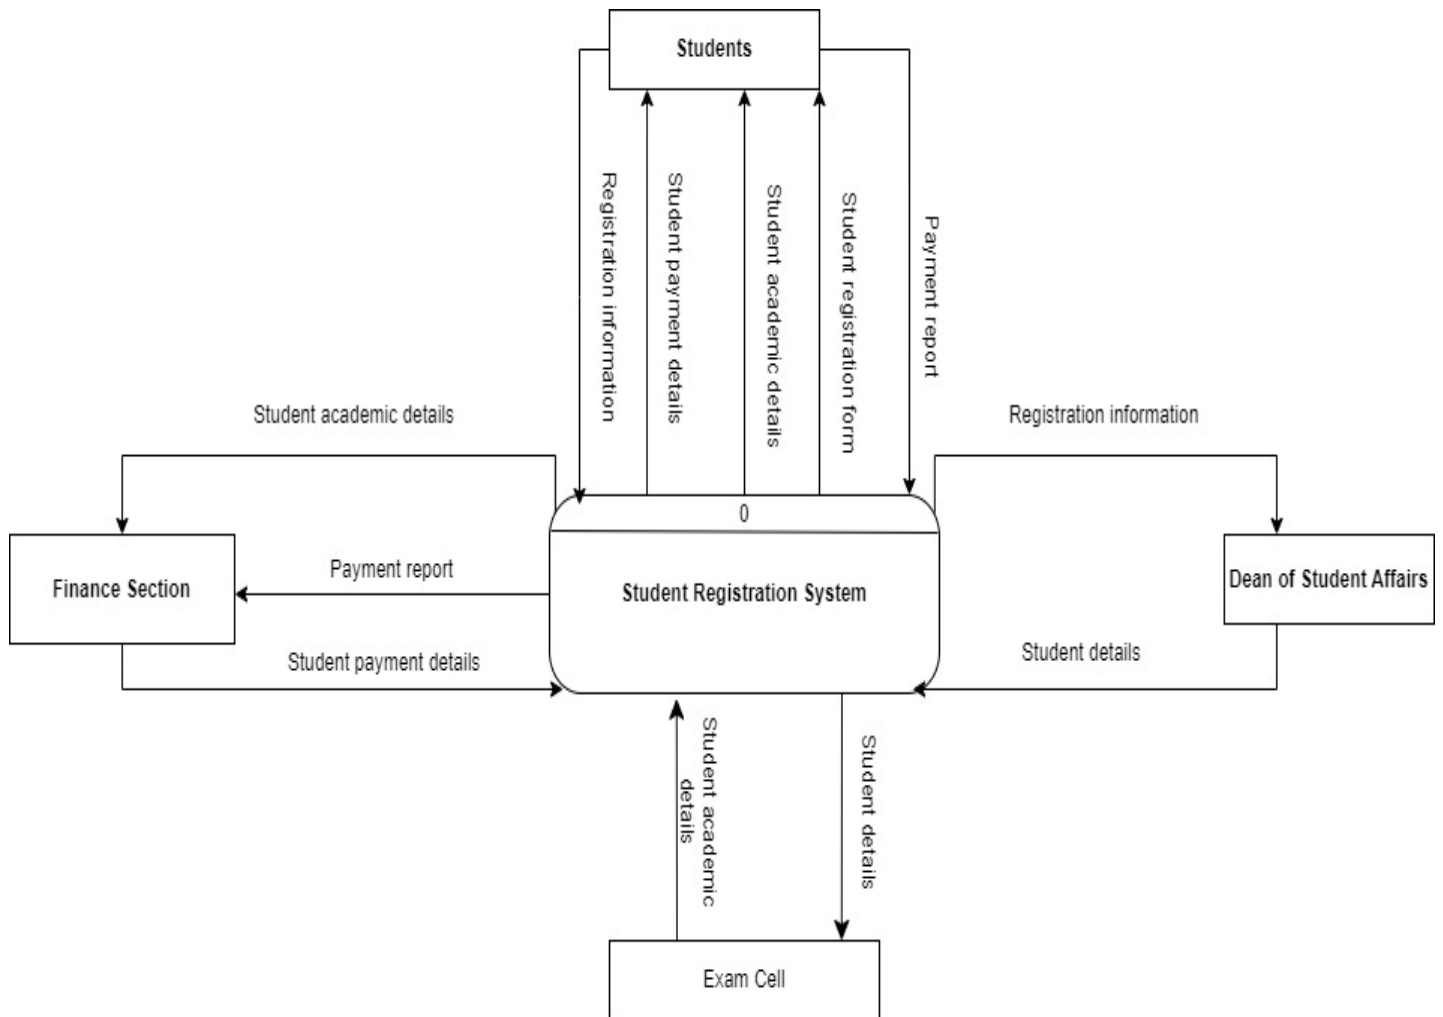 Students
Registration information
Student payment details
Student academic details
Student registration form
Payment report
Student academic details
Registration information
0
Finance Section
Payment report
Student Registration System
Dean of Student Affairs
Student payment details
Student details
Student academic
details
Student details
Exam Cell